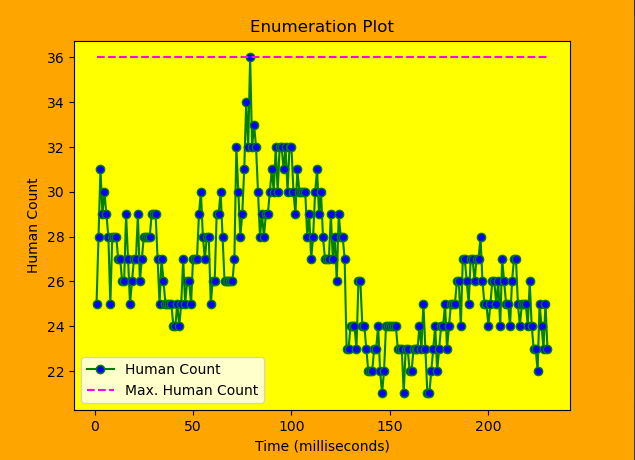 Enumeration Plot
36
34
32
30
28
26
24
22
Human Count
Human Count
Max. Human Count
0 50 100 150 200
Time (milliseconds)